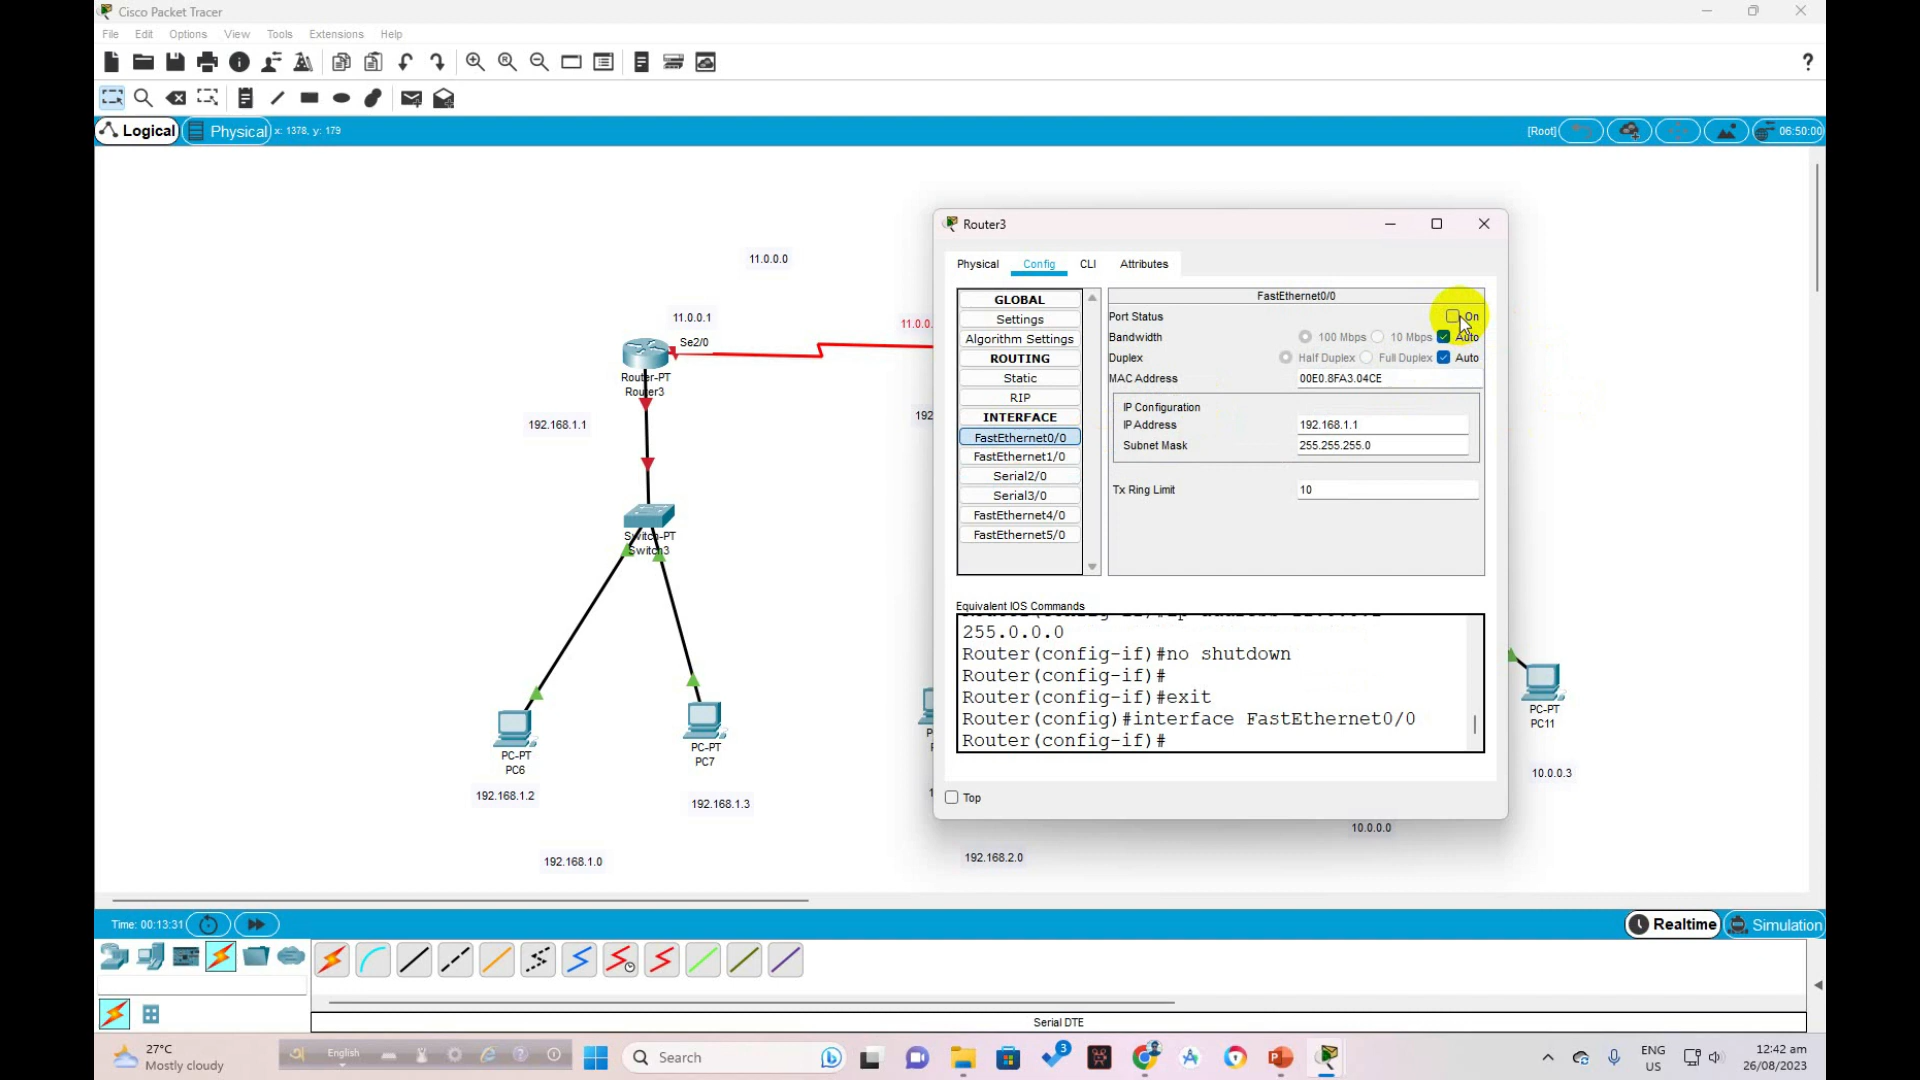 Cisco Packet Tracer
File Edit Options View Tools Extensions Help
Logical Physical x: 1378, y: 179 [Root] 06:50:00
11.0.0.0
11.0.0.1
Se2/0
11.0.0.
Router-PT
Router3
192.168.1.1
192
Switch-PT
Switch3
PC-PT
PC6
PC-PT
PC7
192.168.1.2
192.168.1.3
192.168.1.0
192.168.2.0
PC-PT
PC11
10.0.0.3
10.0.0.0
Router3
Physical Config CLI Attributes
GLOBAL
Settings
Algorithm Settings
ROUTING
Static
RIP
INTERFACE
FastEthernet0/0
FastEthernet1/0
Serial2/0
Serial3/0
FastEthernet4/0
FastEthernet5/0
FastEthernet0/0
Port Status On
Bandwidth 100 Mbps 10 Mbps Auto
Duplex Half Duplex Full Duplex Auto
MAC Address 00E0.8FA3.04CE
IP Configuration
IP Address 192.168.1.1
Subnet Mask 255.255.255.0
Tx Ring Limit 10
Equivalent IOS Commands
255.0.0.0
Router(config-if)#no shutdown
Router(config-if)#
Router(config-if)#exit
Router(config)#interface FastEthernet0/0
Router(config-if)#
Top
Time: 00:13:31 Realtime Simulation
Serial DTE
27°C
Mostly cloudy
English
Search
3
ENG
US
12:42 am
26/08/2023